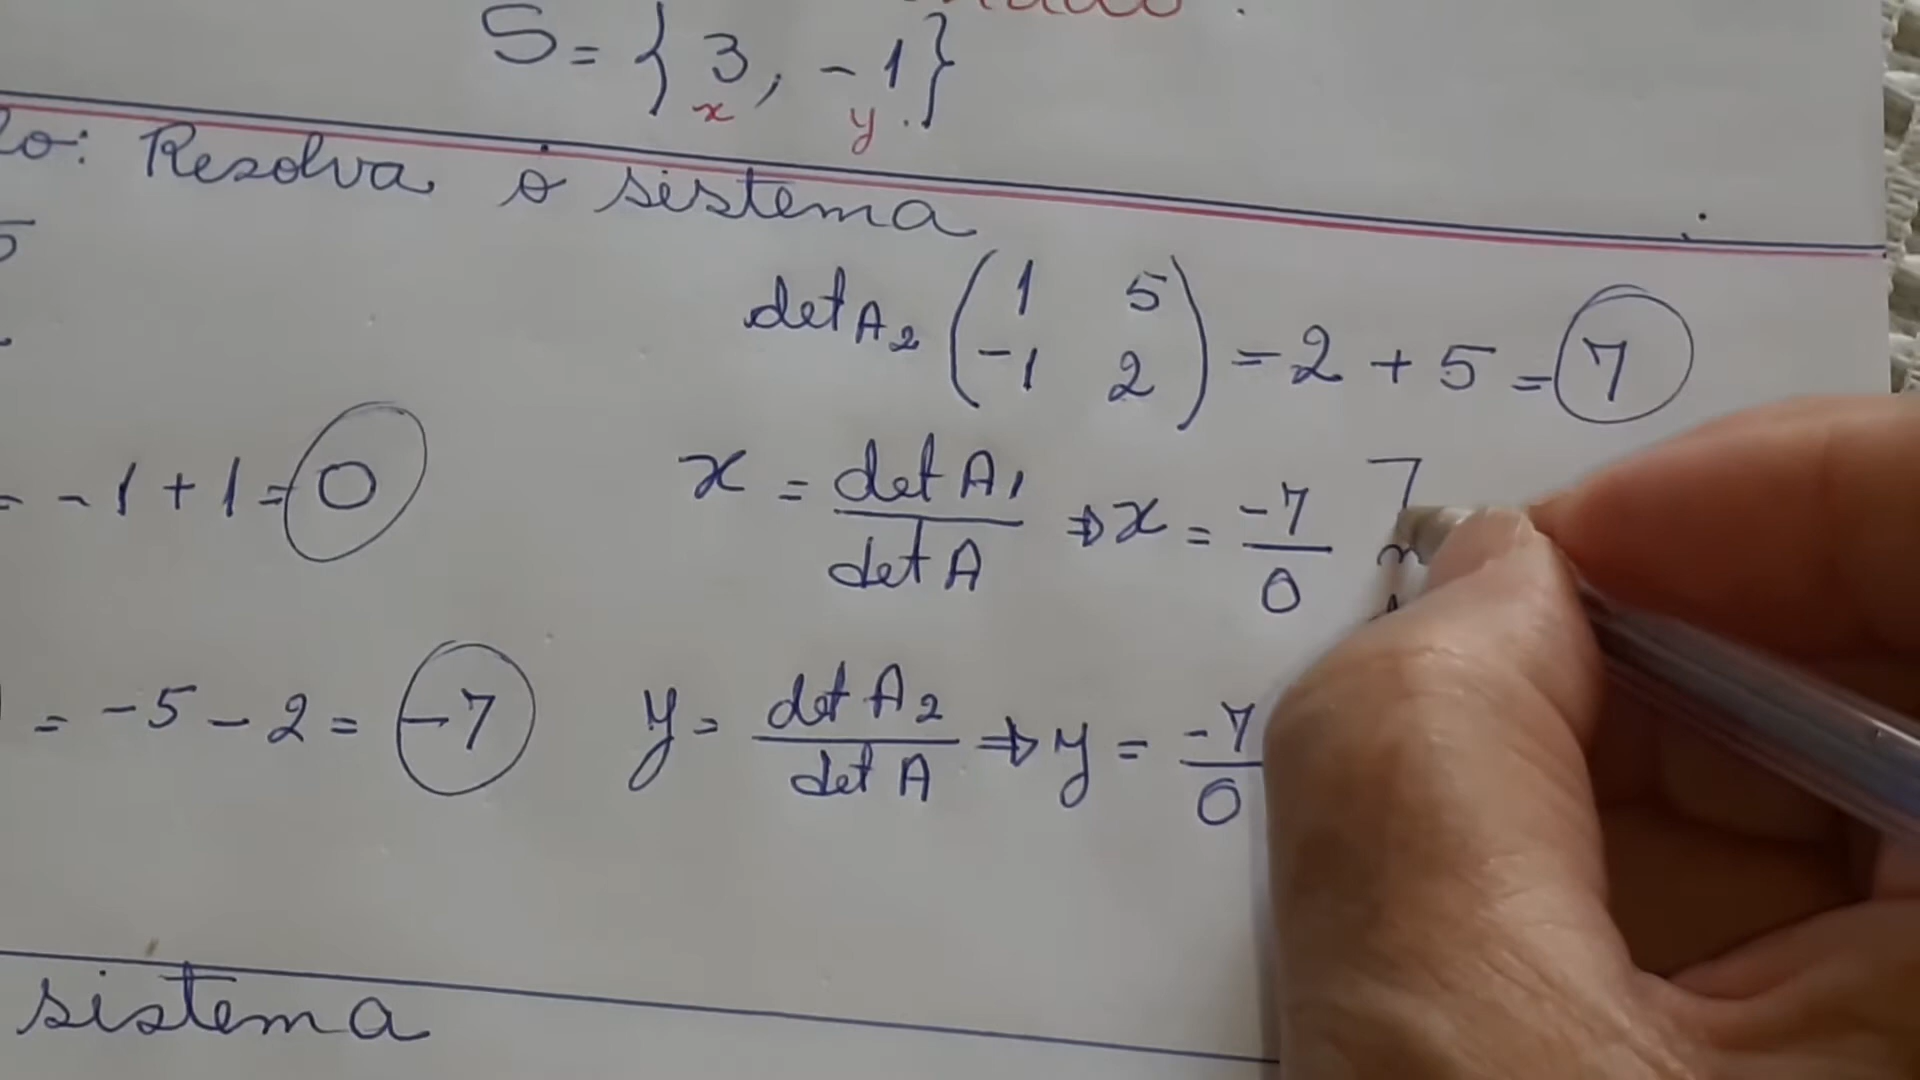 S = { 3 , - 1 }
x y
Resolva o sistema
5
det A₂ ( 1 5
-1 2 ) = 2 + 5 = 7
= - 1 + 1 = 0
x = det A₁ / det A ⇒ x = -7 / 0
= -5 - 2 = -7
y = det A₂ / det A ⇒ y = -7 / 0
sistema